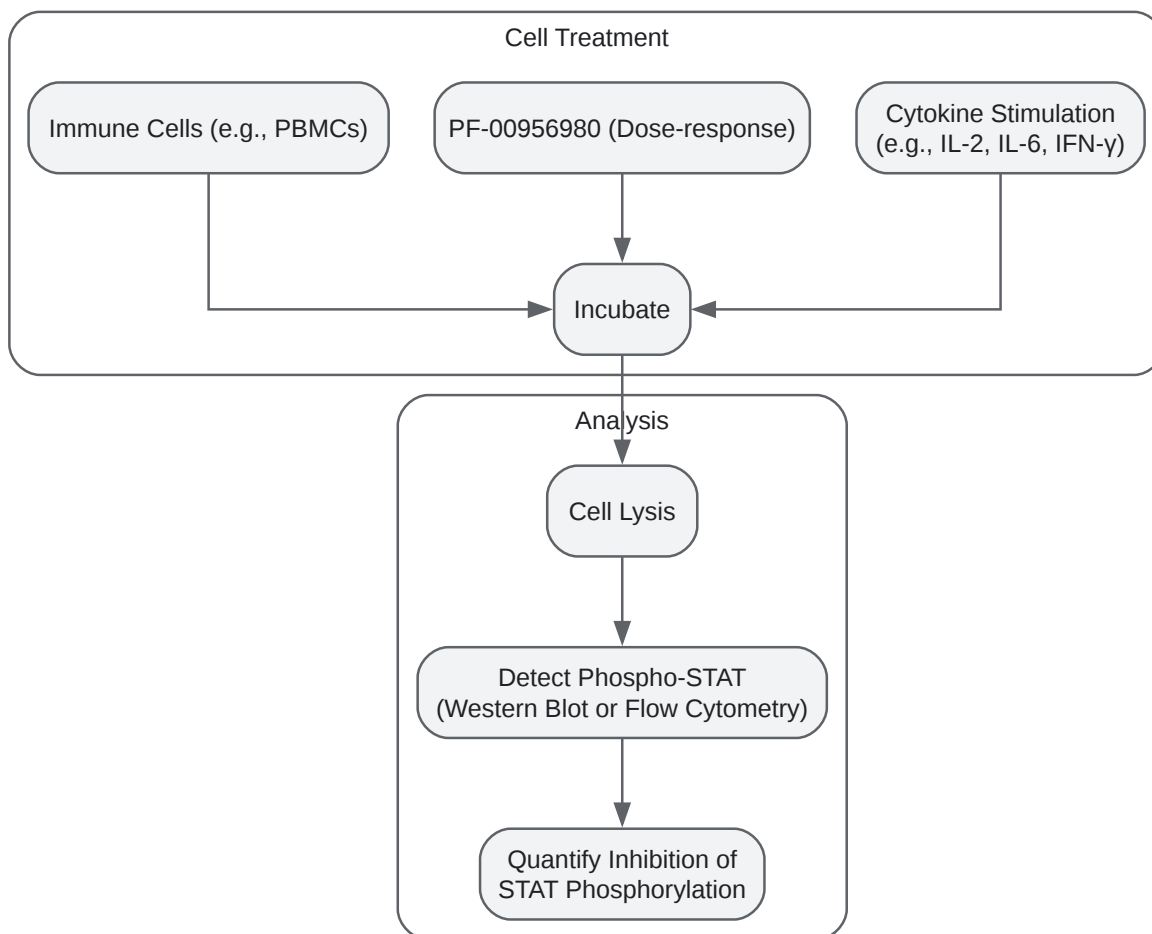 Cell Treatment
Immune Cells (e.g., PBMCs)
PF-00956980 (Dose-response)
Cytokine Stimulation
(e.g., IL-2, IL-6, IFN-γ)
Incubate
Analysis
Cell Lysis
Detect Phospho-STAT
(Western Blot or Flow Cytometry)
Quantify Inhibition of
STAT Phosphorylation